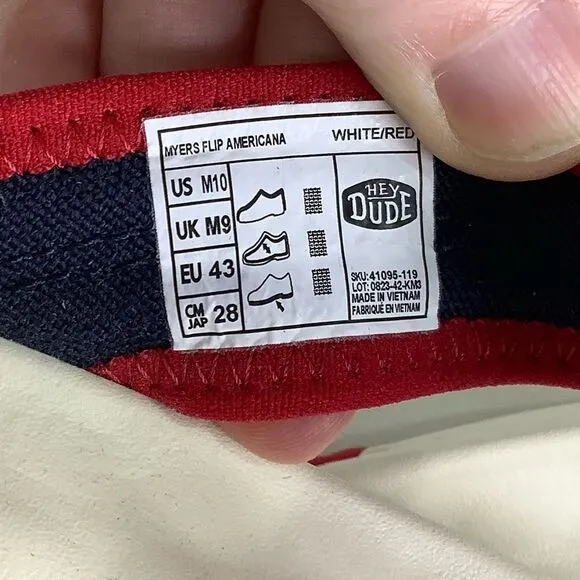 MYERS FLIP AMERICANA WHITE/RED
US M10
UK M9
EU 43
CM JAP 28
HEY
DUDE
SKU: 41095-119
LOT: 0823-42-KM3
MADE IN VIETNAM
FABRIQUÉ EN VIETNAM